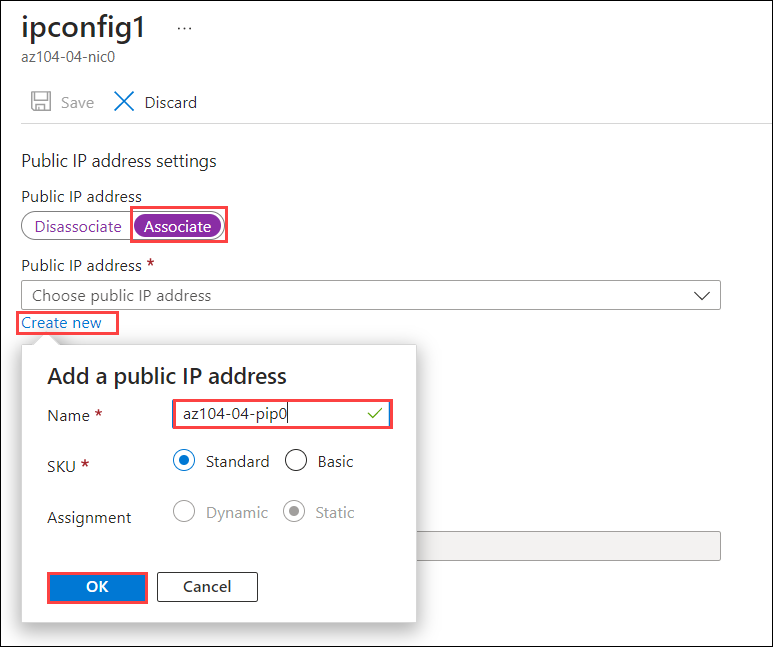 ipconfig1 ...
az104-04-nic0
Save Discard
Public IP address settings
Public IP address
Disassociate Associate
Public IP address *
Choose public IP address
Create new
Add a public IP address
Name * az104-04-pip0
SKU * Standard Basic
Assignment Dynamic Static
OK Cancel